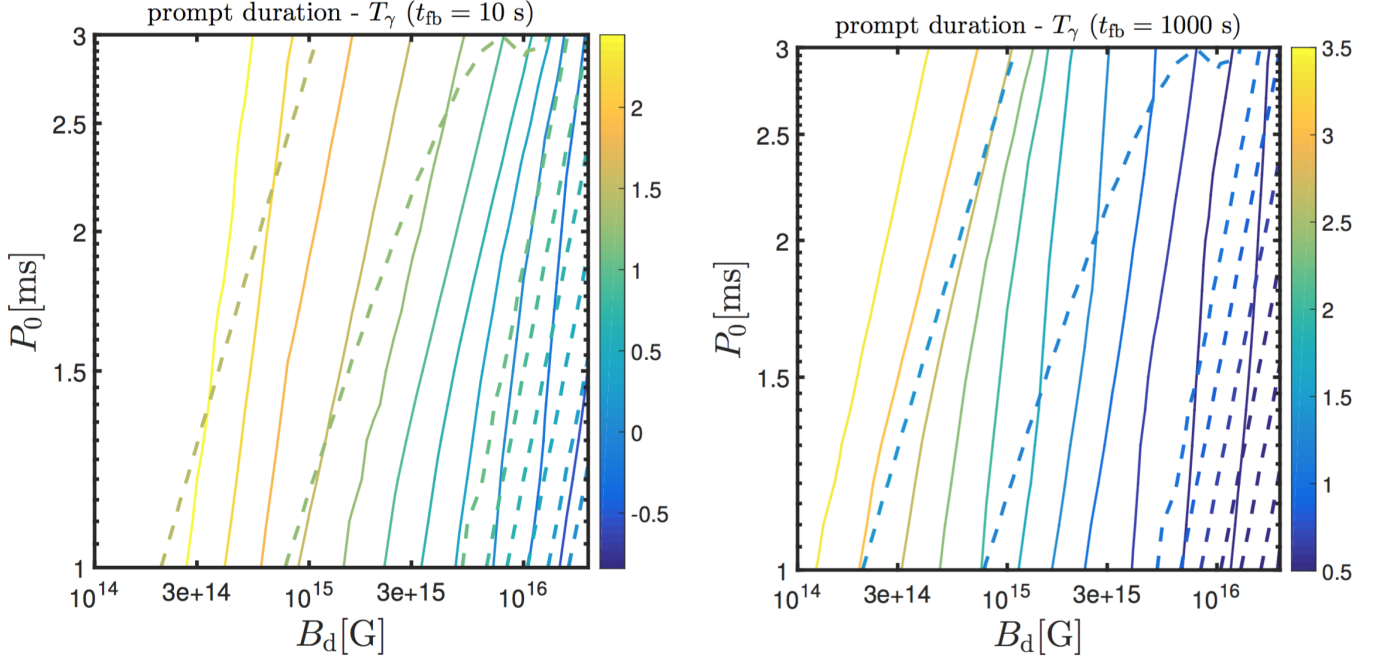 prompt duration - T_γ (t_fb = 10 s)
3
2.5
2
1.5
1
P_0[ms]
10^14
3e+14
10^15
3e+15
10^16
B_d[G]
2
1.5
1
0.5
0
-0.5
prompt duration - T_γ (t_fb = 1000 s)
3
2.5
2
1.5
1
P_0[ms]
10^14
3e+14
10^15
3e+15
10^16
B_d[G]
3.5
3
2.5
2
1.5
1
0.5